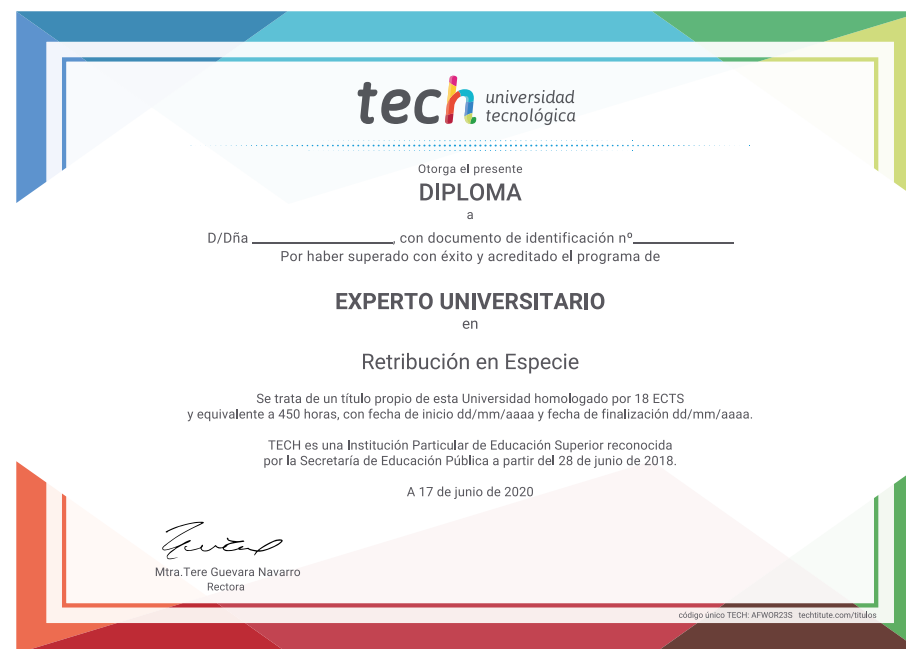 tech universidad
tecnológica
Otorga el presente
DIPLOMA
a
D/Dña ____________________, con documento de identificación nº______________
Por haber superado con éxito y acreditado el programa de
EXPERTO UNIVERSITARIO
en
Retribución en Especie
Se trata de un título propio de esta Universidad homologado por 18 ECTS
y equivalente a 450 horas, con fecha de inicio dd/mm/aaaa y fecha de finalización dd/mm/aaaa.
TECH es una Institución Particular de Educación Superior reconocida
por la Secretaría de Educación Pública a partir del 28 de junio de 2018.
A 17 de junio de 2020
Mtra.Tere Guevara Navarro
Rectora
código único TECH: AFWOR23S techtitute.com/titulos